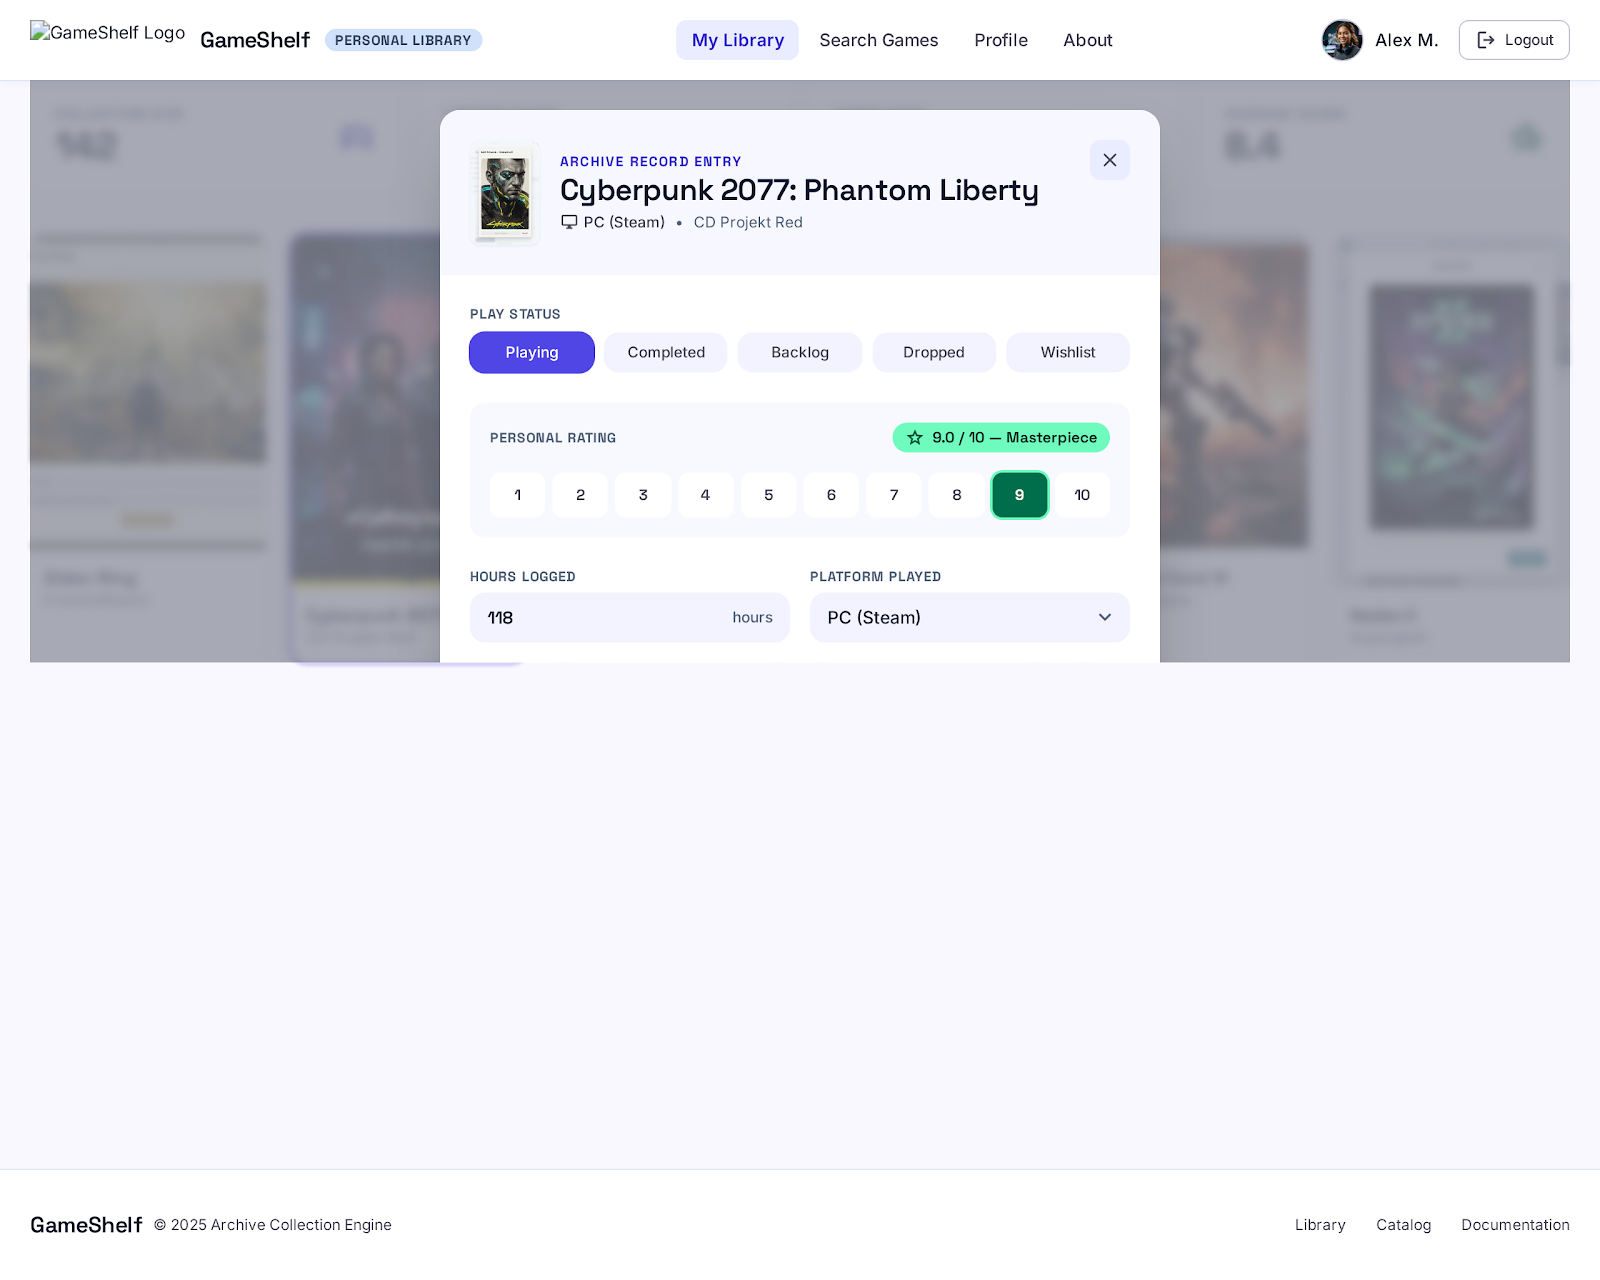 GameShelf Logo
GameShelf
PERSONAL LIBRARY
My Library
Search Games
Profile
About
Alex M.
Logout
142
8.4
ARCHIVE RECORD ENTRY
Cyberpunk 2077: Phantom Liberty
PC (Steam) • CD Projekt Red
PLAY STATUS
Playing
Completed
Backlog
Dropped
Wishlist
PERSONAL RATING
9.0 / 10 — Masterpiece
1
2
3
4
5
6
7
8
9
10
HOURS LOGGED
118 hours
PLATFORM PLAYED
PC (Steam)
GameShelf
© 2025 Archive Collection Engine
Library
Catalog
Documentation